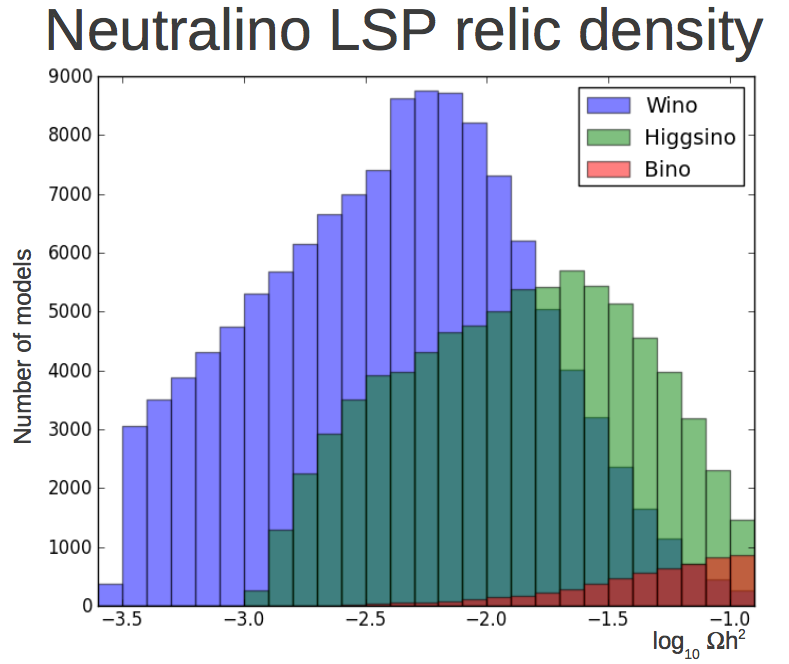 Neutralino LSP relic density
9000
8000
7000
6000
5000
4000
3000
2000
1000
0
Number of models
Wino
Higgsino
Bino
−3.5 −3.0 −2.5 −2.0 −1.5 −1.0
log₁₀ Ωh²